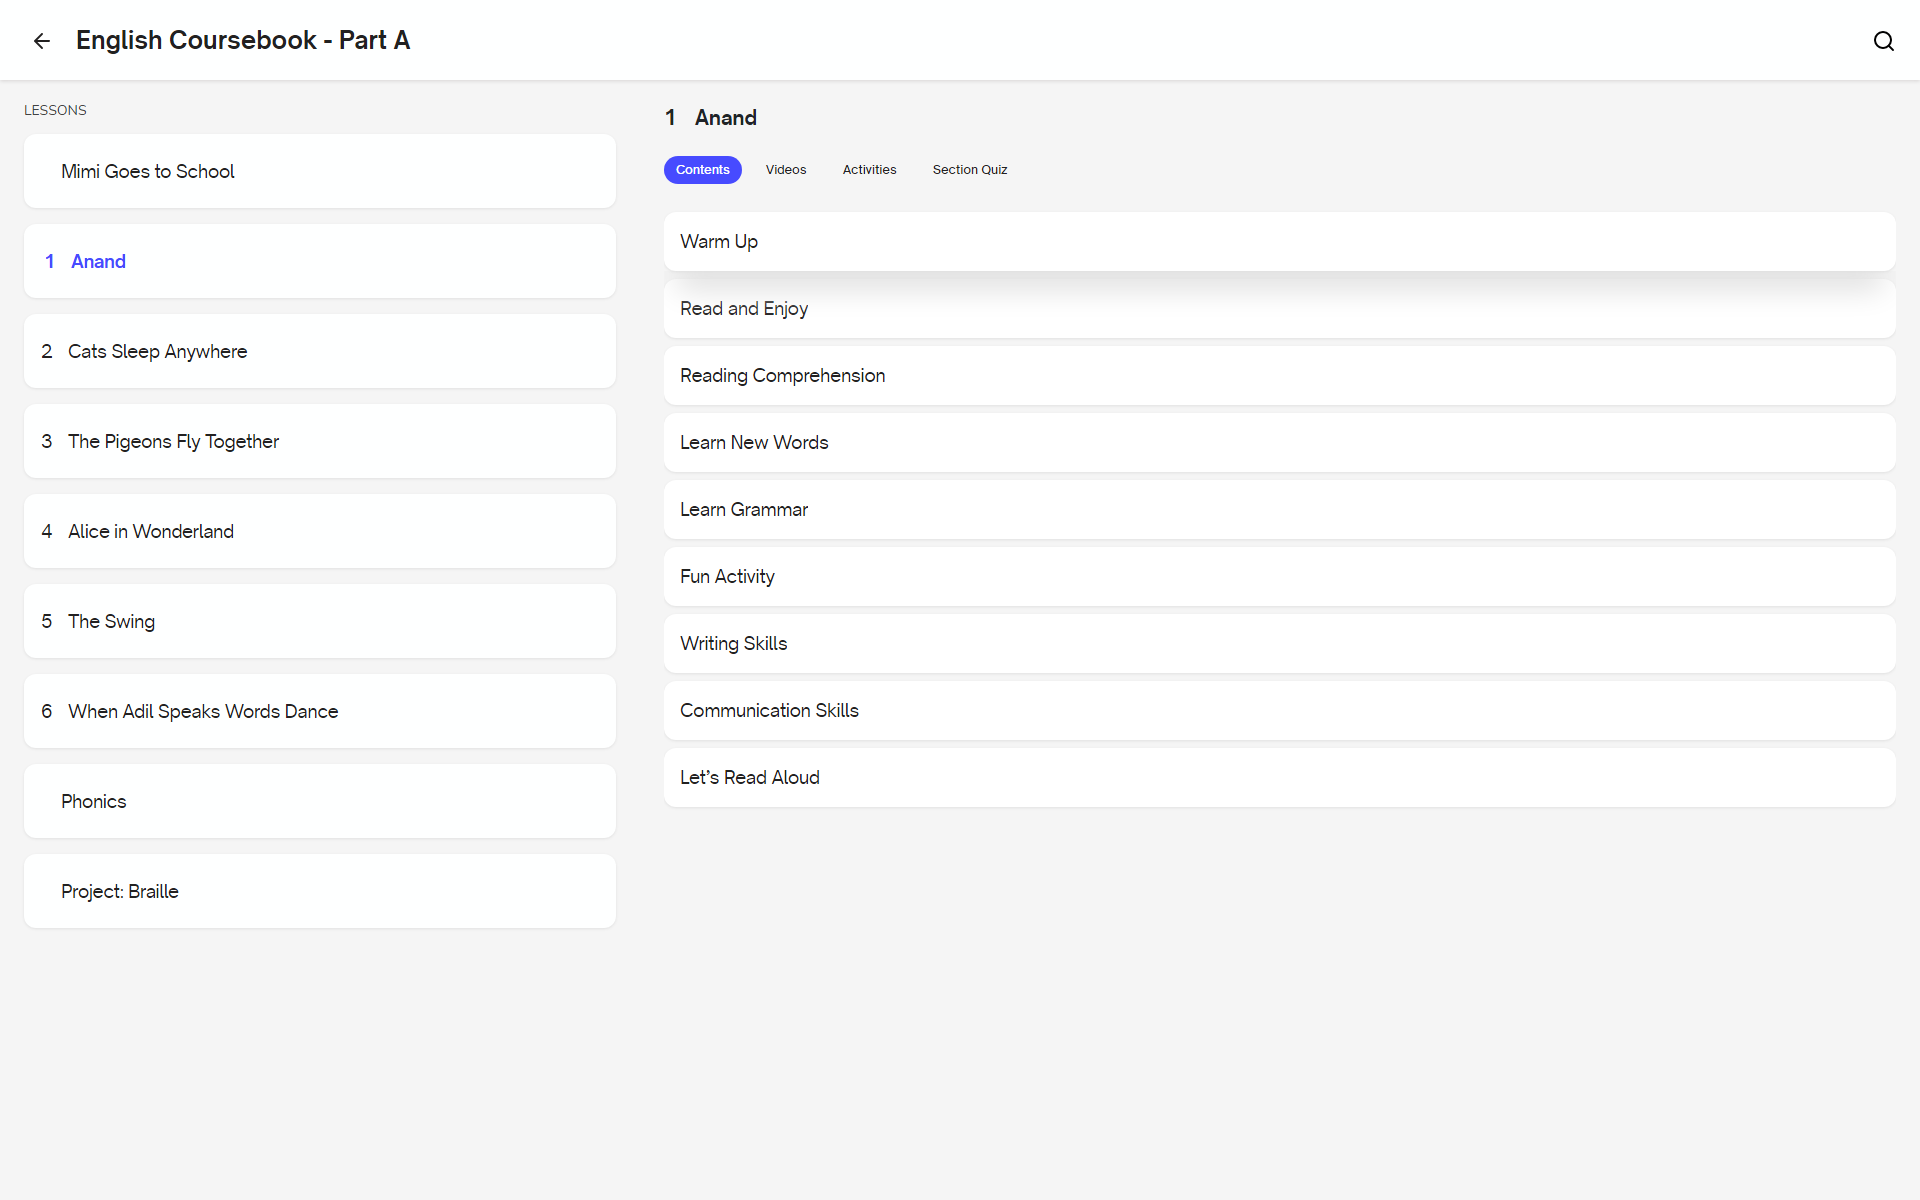 English Coursebook - Part A
LESSONS
Mimi Goes to School
1 Anand
2 Cats Sleep Anywhere
3 The Pigeons Fly Together
4 Alice in Wonderland
5 The Swing
6 When Adil Speaks Words Dance
Phonics
Project: Braille
1 Anand
Contents Videos Activities Section Quiz
Warm Up
Read and Enjoy
Reading Comprehension
Learn New Words
Learn Grammar
Fun Activity
Writing Skills
Communication Skills
Let’s Read Aloud